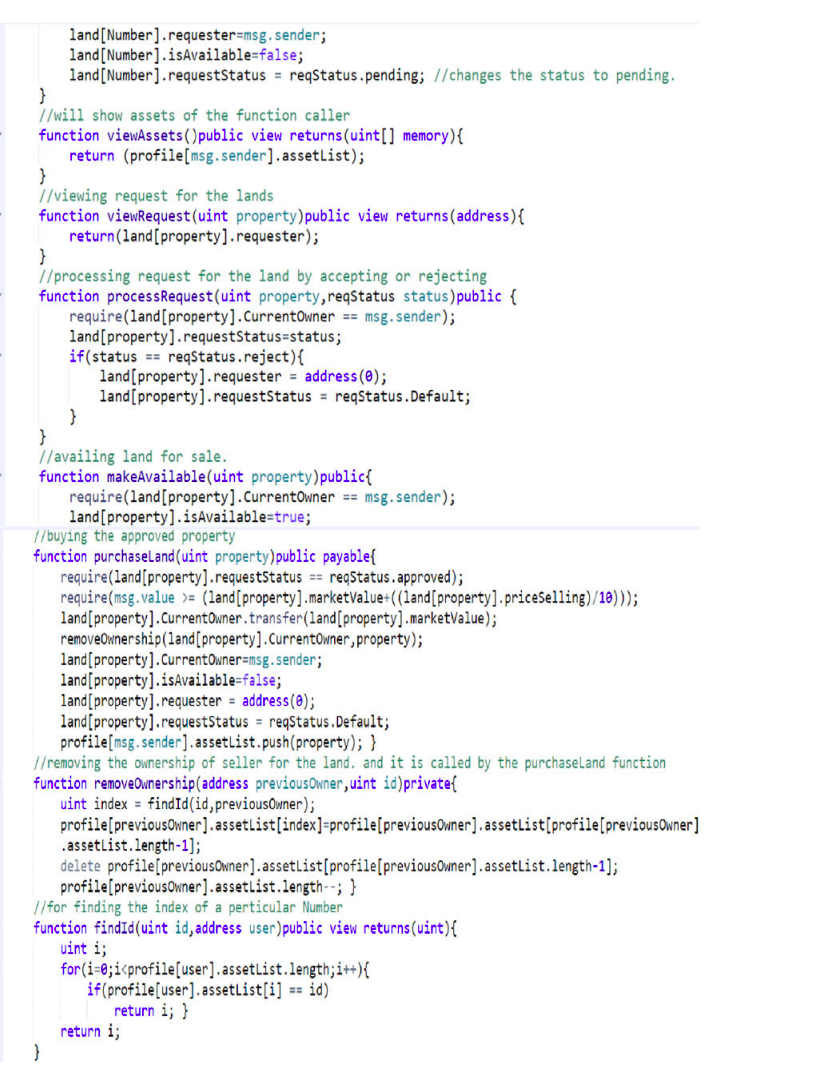 land[Number].requester=msg.sender;
land[Number].isAvailable=false;
land[Number].requestStatus = reqStatus.pending; //changes the status to pending.
}
//will show assets of the function caller
function viewAssets()public view returns(uint[] memory){
return (profile[msg.sender].assetList);
}
//viewing request for the lands
function viewRequest(uint property)public view returns(address){
return(land[property].requester);
}
//processing request for the land by accepting or rejecting
function processRequest(uint property,reqStatus status)public {
require(land[property].CurrentOwner == msg.sender);
land[property].requestStatus=status;
if(status == reqStatus.reject){
land[property].requester = address(0);
land[property].requestStatus = reqStatus.Default;
}
}
//availing land for sale.
function makeAvailable(uint property)public{
require(land[property].CurrentOwner == msg.sender);
land[property].isAvailable=true;
//buying the approved property
function purchaseLand(uint property)public payable{
require(land[property].requestStatus == reqStatus.approved);
require(msg.value >= (land[property].marketValue+((land[property].priceSelling)/10)));
land[property].CurrentOwner.transfer(land[property].marketValue);
removeOwnership(land[property].CurrentOwner,property);
land[property].CurrentOwner=msg.sender;
land[property].isAvailable=false;
land[property].requester = address(0);
land[property].requestStatus = reqStatus.Default;
profile[msg.sender].assetList.push(property); }
//removing the ownership of seller for the land. and it is called by the purchaseLand function
function removeOwnership(address previousOwner,uint id)private{
uint index = findId(id,previousOwner);
profile[previousOwner].assetList[index]=profile[previousOwner].assetList[profile[previousOwner]
.assetList.length-1];
delete profile[previousOwner].assetList[profile[previousOwner].assetList.length-1];
profile[previousOwner].assetList.length--; }
//for finding the index of a perticular Number
function findId(uint id,address user)public view returns(uint){
uint i;
for(i=0;i<profile[user].assetList.length;i++){
if(profile[user].assetList[i] == id)
return i; }
return i;
}